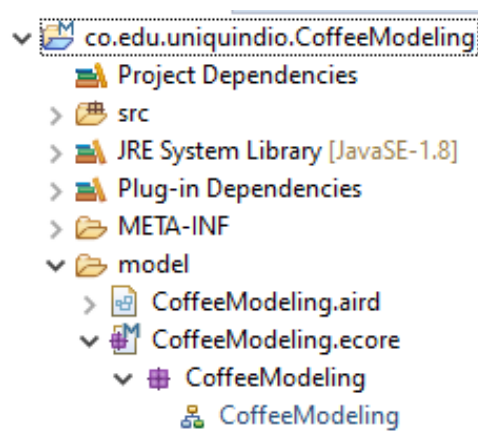 co.edu.uniquindio.CoffeeModeling
Project Dependencies
src
JRE System Library [JavaSE-1.8]
Plug-in Dependencies
META-INF
model
CoffeeModeling.aird
CoffeeModeling.ecore
CoffeeModeling
CoffeeModeling